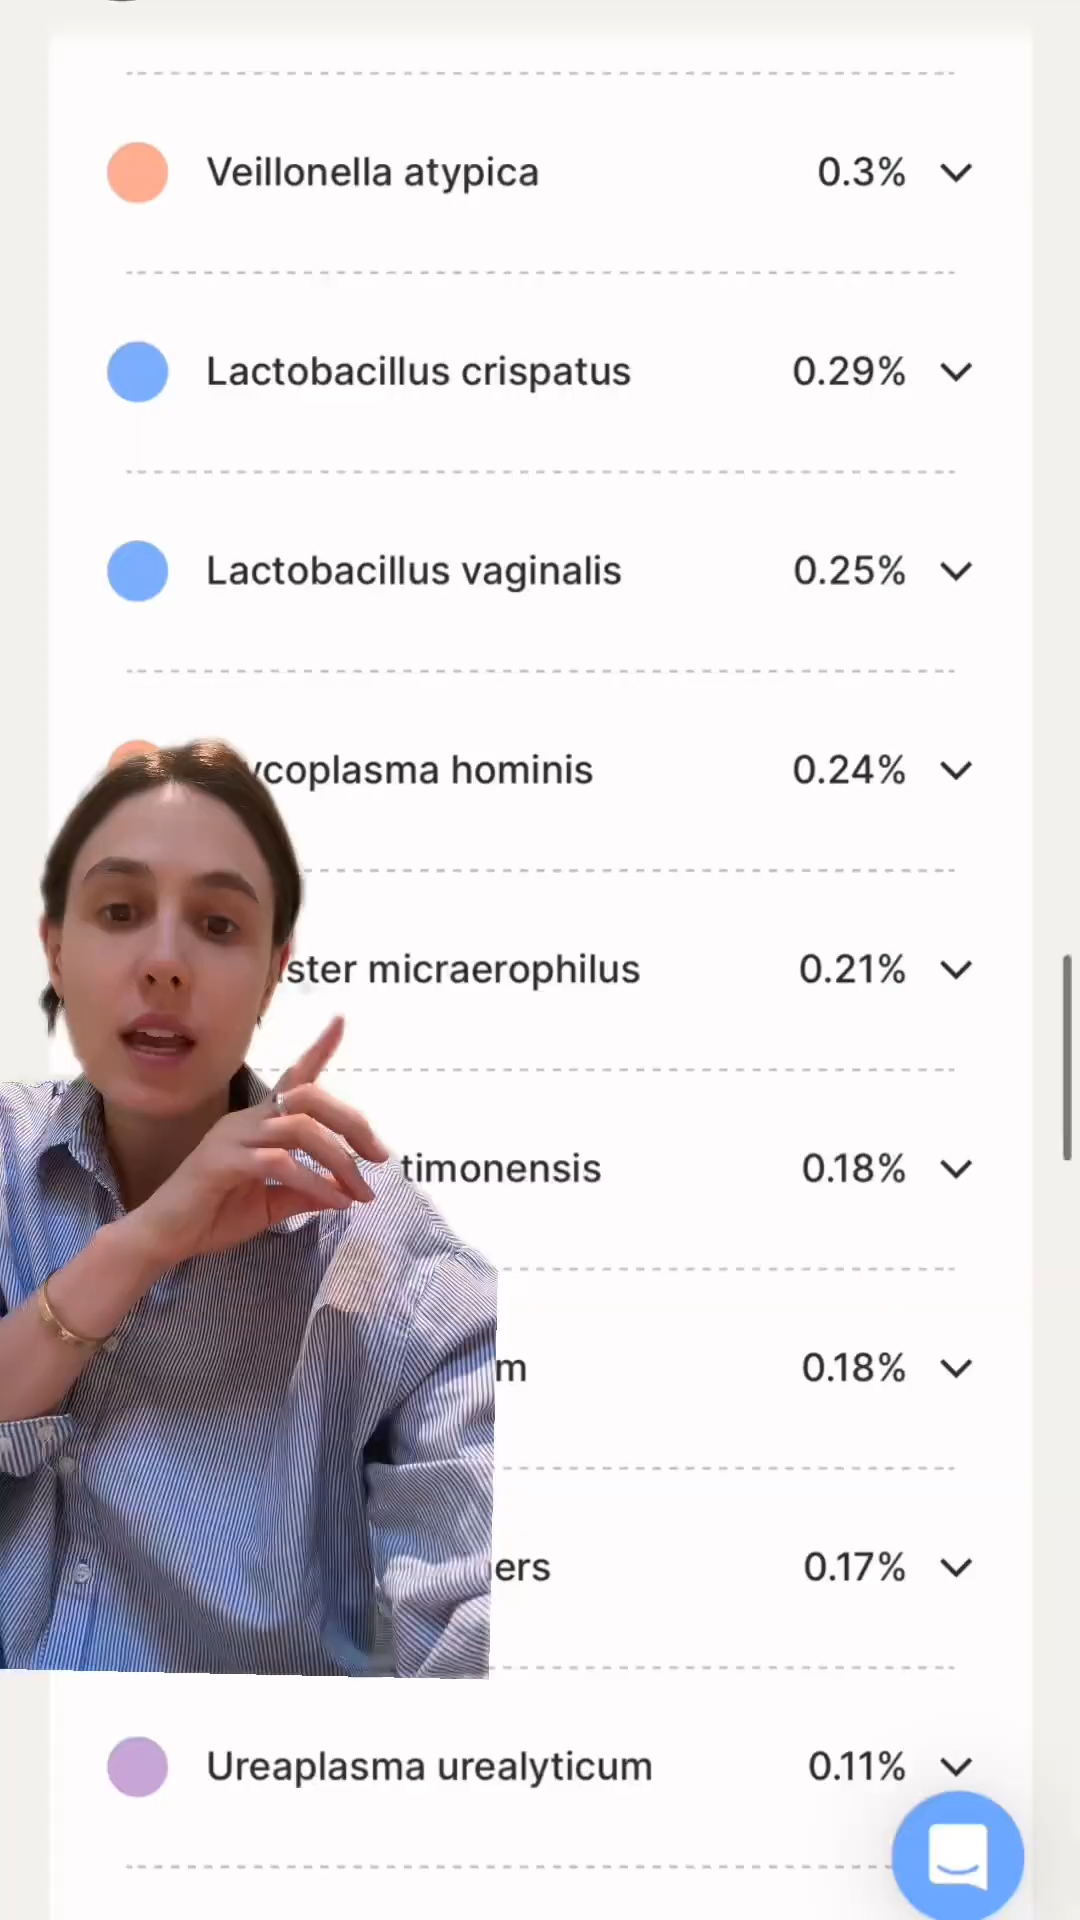 Veillonella atypica 0.3%
Lactobacillus crispatus 0.29%
Lactobacillus vaginalis 0.25%
ycoplasma hominis 0.24%
ster micraerophilus 0.21%
timonensis 0.18%
m 0.18%
ers 0.17%
Ureaplasma urealyticum 0.11%